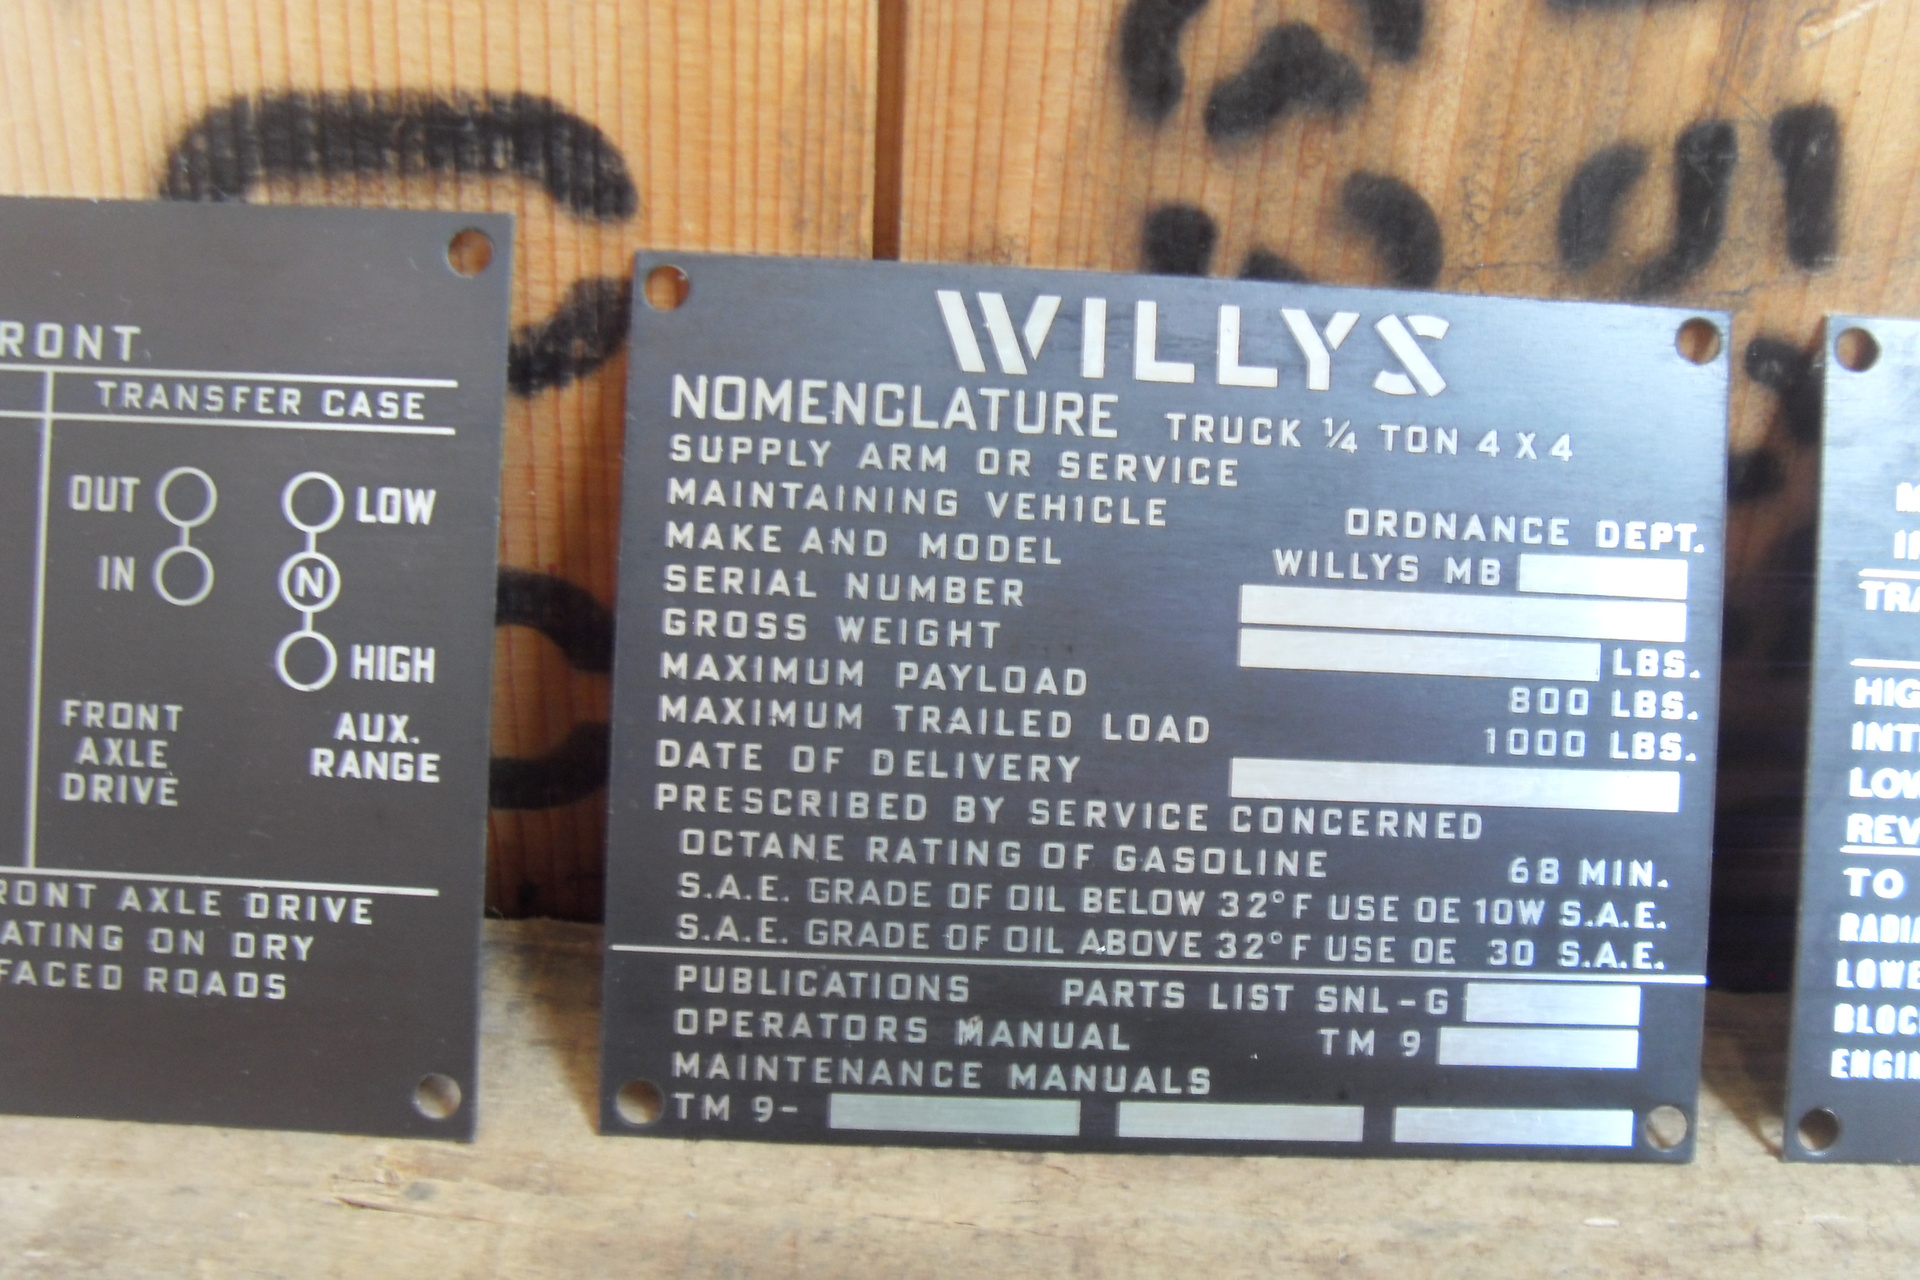 TRANSFER CASE
OUT
LOW
IN
N
HIGH
FRONT
AXLE
DRIVE
AUX.
RANGE
AXLE DRIVE
ON DRY
ROADS
WILLYS
NOMENCLATURE TRUCK ¼ TON 4 X 4
SUPPLY ARM OR SERVICE
MAINTAINING VEHICLE ORDNANCE DEPT.
MAKE AND MODEL WILLYS MB
SERIAL NUMBER
GROSS WEIGHT LBS.
MAXIMUM PAYLOAD 800 LBS.
MAXIMUM TRAILED LOAD 1000 LBS.
DATE OF DELIVERY
PRESCRIBED BY SERVICE CONCERNED
OCTANE RATING OF GASOLINE 68 MIN.
S.A.E. GRADE OF OIL BELOW 32° F USE OE 10W S.A.E.
S.A.E. GRADE OF OIL ABOVE 32° F USE OE 30 S.A.E.
PUBLICATIONS PARTS LIST SNL-G
OPERATORS MANUAL TM 9
MAINTENANCE MANUALS
TM 9-
TO